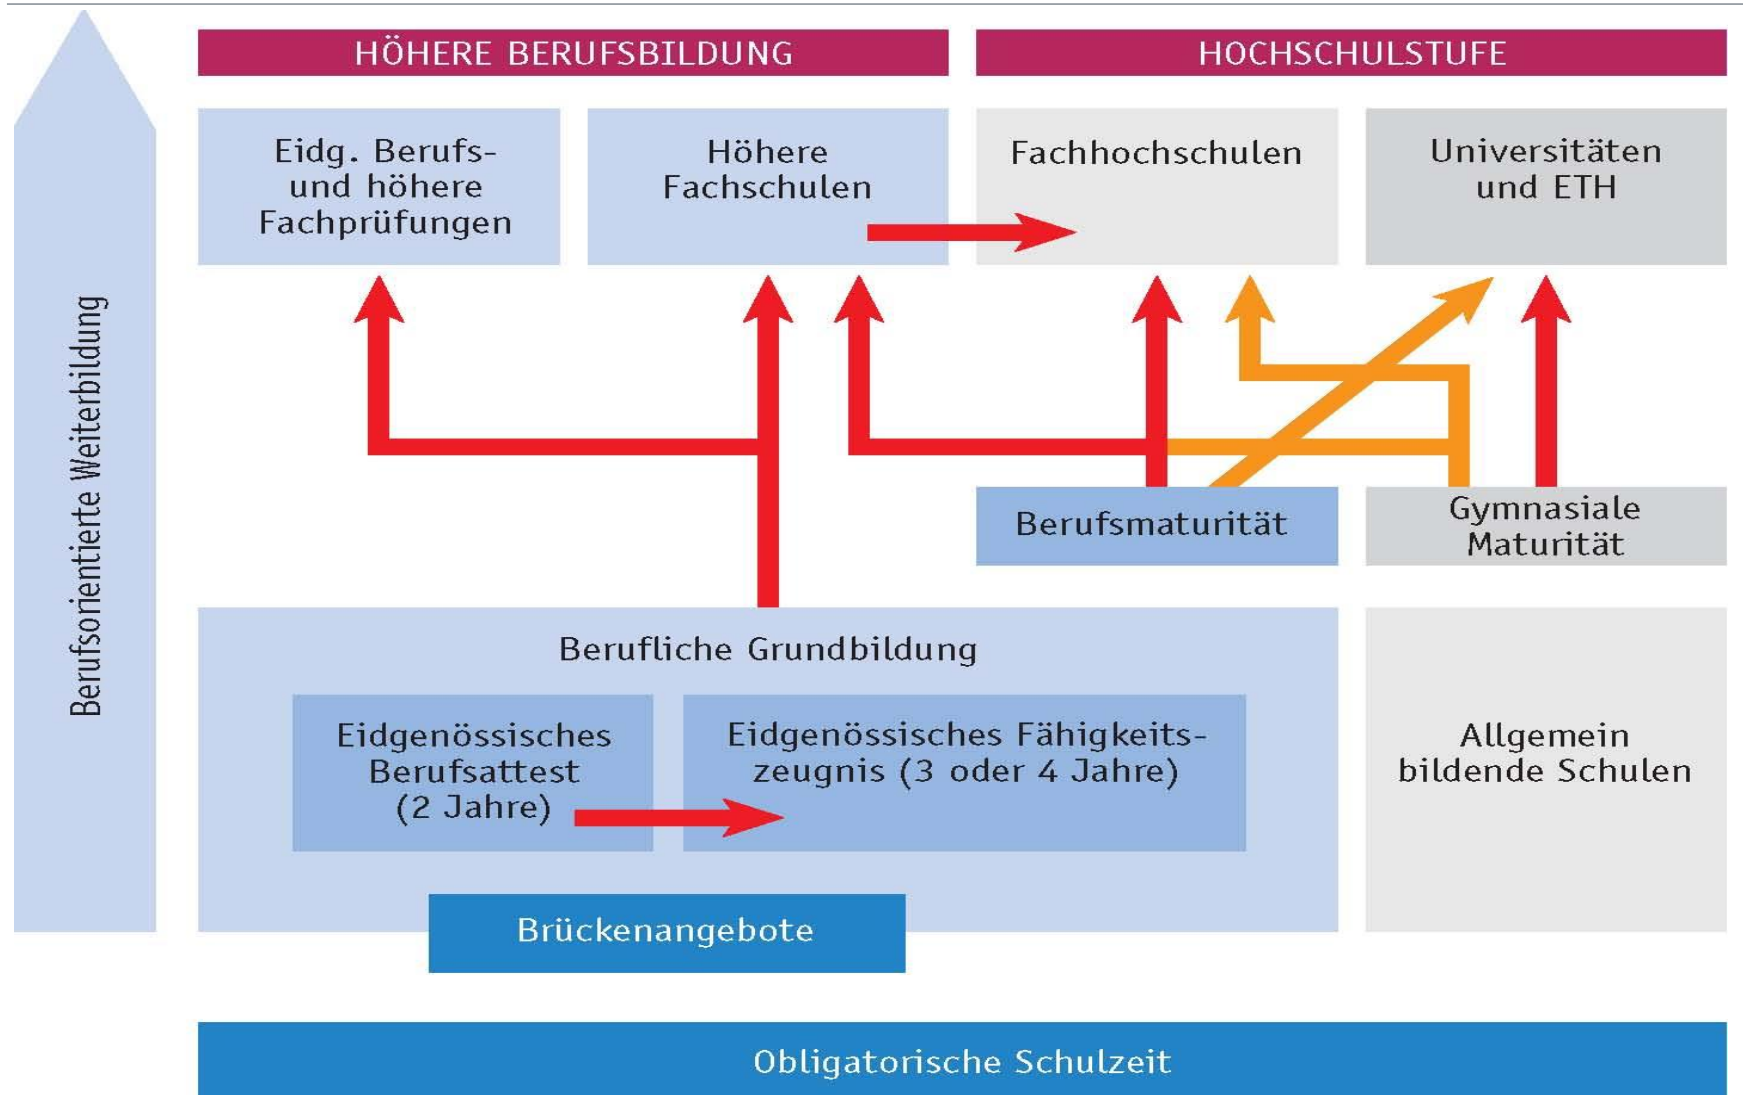 HÖHERE BERUFSBILDUNG
HOCHSCHULSTUFE
Eidg. Berufs-
und höhere
Fachprüfungen
Höhere
Fachschulen
Fachhochschulen
Universitäten
und ETH
Berufsorientierte Weiterbildung
Berufsmaturität
Gymnasiale
Maturität
Berufliche Grundbildung
Eidgenössisches
Berufsattest
(2 Jahre)
Eidgenössisches Fähigkeits-
zeugnis (3 oder 4 Jahre)
Allgemein
bildende Schulen
Brückenangebote
Obligatorische Schulzeit